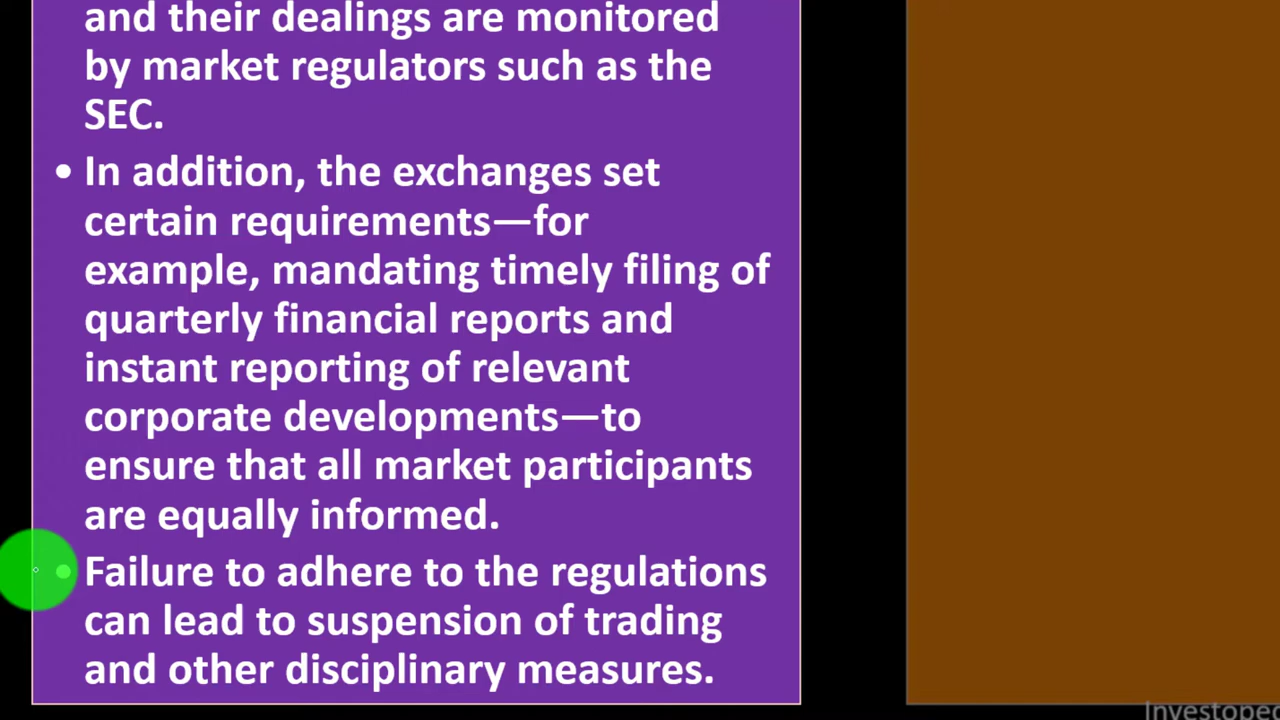 and their dealings are monitored
by market regulators such as the
SEC.
• In addition, the exchanges set
certain requirements—for
example, mandating timely filing of
quarterly financial reports and
instant reporting of relevant
corporate developments—to
ensure that all market participants
are equally informed.
• Failure to adhere to the regulations
can lead to suspension of trading
and other disciplinary measures.